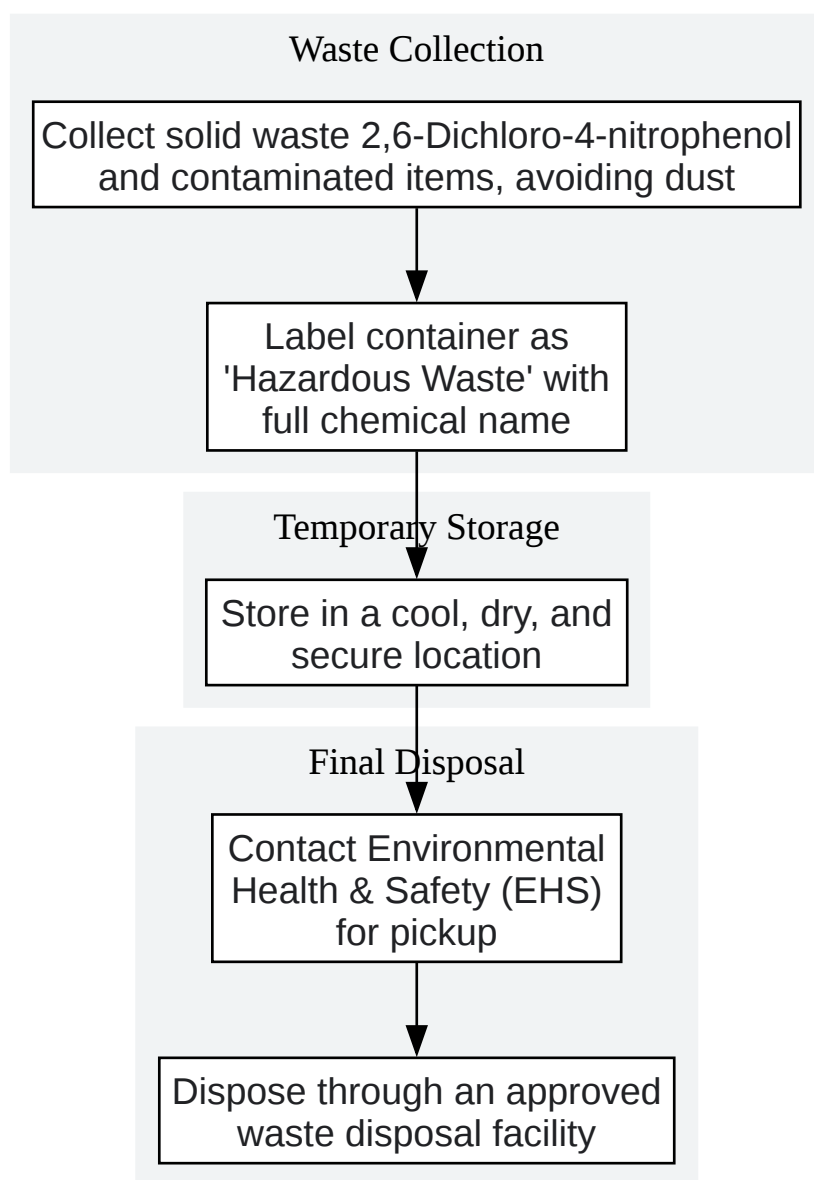 Waste Collection
Collect solid waste 2,6-Dichloro-4-nitrophenol
and contaminated items, avoiding dust
Label container as
'Hazardous Waste' with
full chemical name
Temporary Storage
Store in a cool, dry, and
secure location
Final Disposal
Contact Environmental
Health & Safety (EHS)
for pickup
Dispose through an approved
waste disposal facility